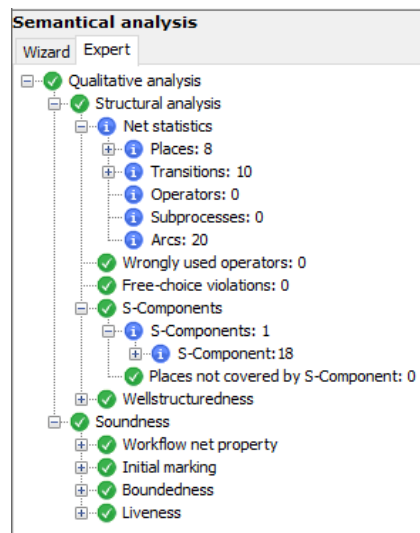 Semantical analysis
Wizard Expert
Qualitative analysis
Structural analysis
Net statistics
Places: 8
Transitions: 10
Operators: 0
Subprocesses: 0
Arcs: 20
Wrongly used operators: 0
Free-choice violations: 0
S-Components
S-Components: 1
S-Component:18
Places not covered by S-Component: 0
Wellstructuredness
Soundness
Workflow net property
Initial marking
Boundedness
Liveness